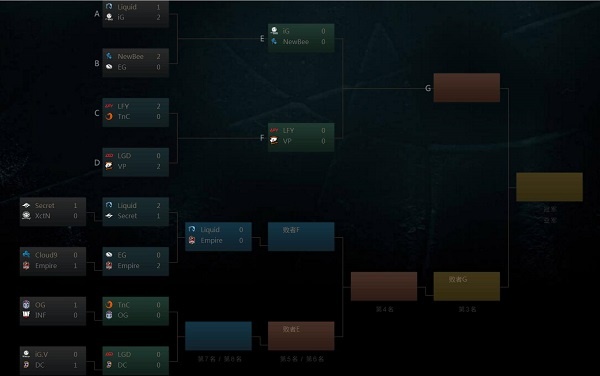 A
Liquid 1
iG 2
B
NewBee 2
EG 0
C
LFY 2
TnC 0
D
LGD 0
VP 2
E
iG 0
NewBee 0
F
LFY 0
VP 0
G
Secret 1
XctN 0
Cloud9 0
Empire 1
OG 1
INF 0
iG.V 0
DC 1
Liquid 2
Secret 1
EG 0
Empire 2
TnC 0
OG 0
LGD 0
DC 0
Liquid 0
Empire 0
败者F
败者E
败者G
第7名 / 第8名
第5名 / 第6名
第4名
第3名
冠军
亚军